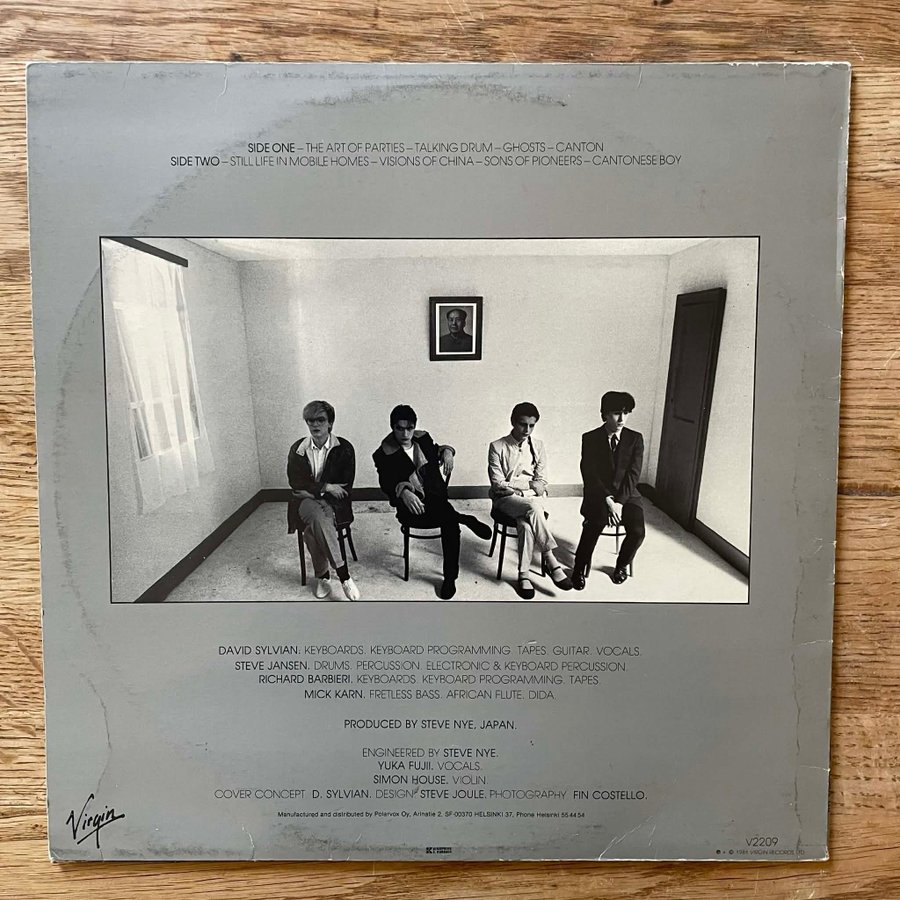 SIDE ONE – THE ART OF PARTIES – TALKING DRUM – GHOSTS – CANTON
SIDE TWO – STILL LIFE IN MOBILE HOMES – VISIONS OF CHINA – SONS OF PIONEERS – CANTONESE BOY
DAVID SYLVIAN. KEYBOARDS. KEYBOARD PROGRAMMING. TAPES. GUITAR. VOCALS.
STEVE JANSEN. DRUMS. PERCUSSION. ELECTRONIC & KEYBOARD PERCUSSION
RICHARD BARBIERI. KEYBOARDS. KEYBOARD PROGRAMMING. TAPES.
MICK KARN. FRETLESS BASS. AFRICAN FLUTE. DIDA.
PRODUCED BY STEVE NYE, JAPAN.
ENGINEERED BY STEVE NYE.
YUKA FUJII. VOCALS.
SIMON HOUSE. VIOLIN.
COVER CONCEPT D. SYLVIAN. DESIGN STEVE JOULE. PHOTOGRAPHY FIN COSTELLO.
Manufactured and distributed by Polarvox Oy, Arinatie 2, SF-00370 HELSINKI 37, Phone Helsinki 55 44 54
Virgin
V2209
℗ + © 1981 VIRGIN RECORDS LTD